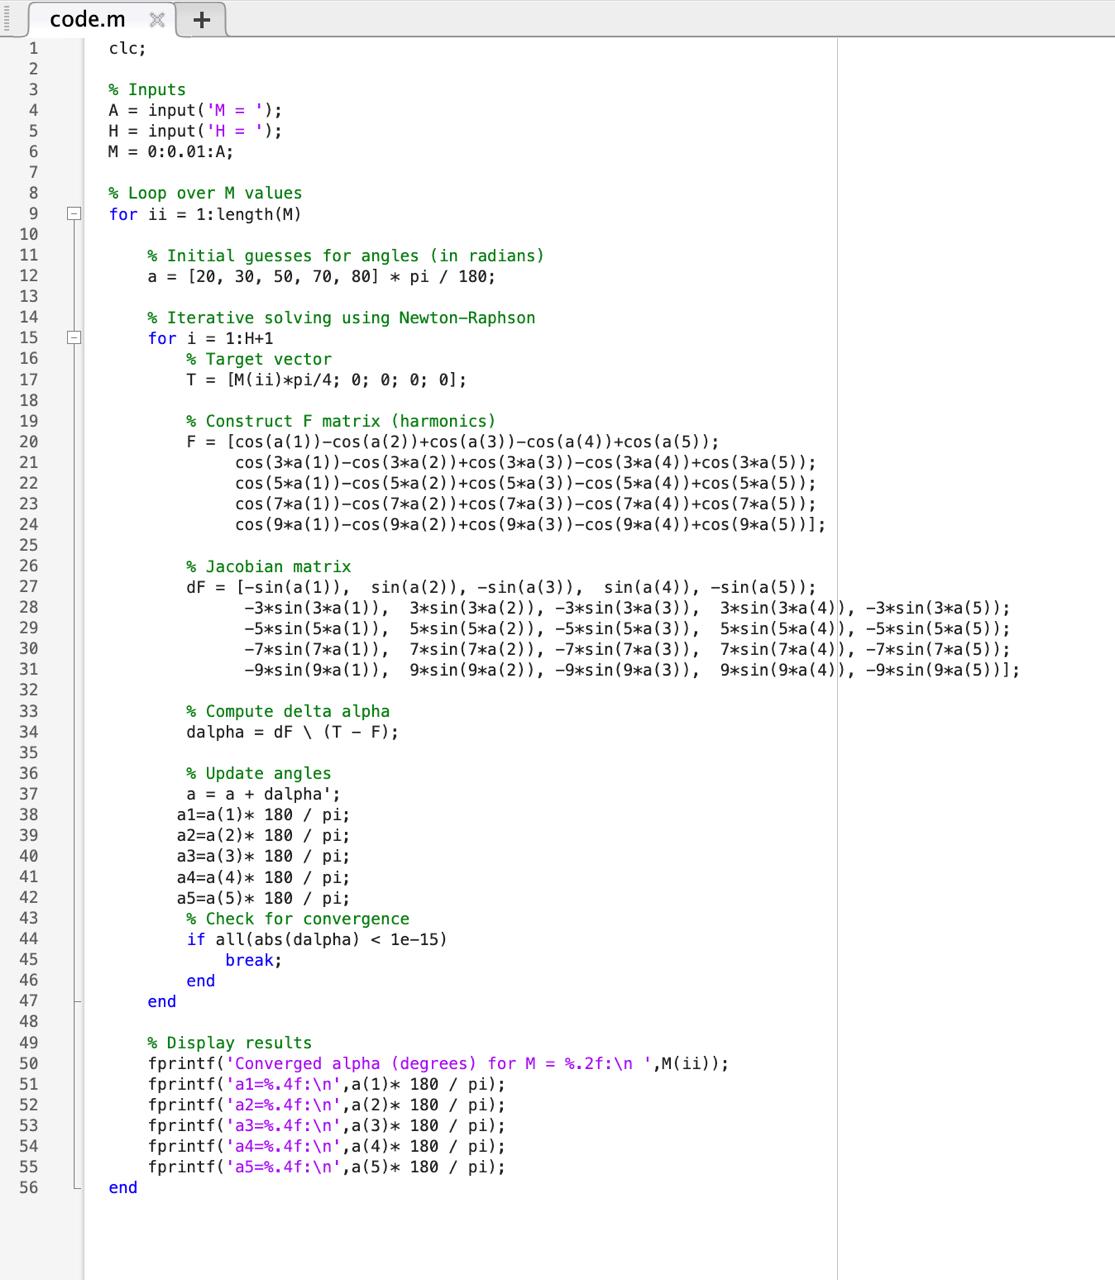 code.m
1 clc;
2
3 % Inputs
4 A = input('M = ');
5 H = input('H = ');
6 M = 0:0.01:A;
7
8 % Loop over M values
9 for ii = 1:length(M)
10
11 % Initial guesses for angles (in radians)
12 a = [20, 30, 50, 70, 80] * pi / 180;
13
14 % Iterative solving using Newton-Raphson
15 for i = 1:H+1
16 % Target vector
17 T = [M(ii)*pi/4; 0; 0; 0; 0];
18
19 % Construct F matrix (harmonics)
20 F = [cos(a(1))-cos(a(2))+cos(a(3))-cos(a(4))+cos(a(5));
21 cos(3*a(1))-cos(3*a(2))+cos(3*a(3))-cos(3*a(4))+cos(3*a(5));
22 cos(5*a(1))-cos(5*a(2))+cos(5*a(3))-cos(5*a(4))+cos(5*a(5));
23 cos(7*a(1))-cos(7*a(2))+cos(7*a(3))-cos(7*a(4))+cos(7*a(5));
24 cos(9*a(1))-cos(9*a(2))+cos(9*a(3))-cos(9*a(4))+cos(9*a(5))];
25
26 % Jacobian matrix
27 dF = [-sin(a(1)), sin(a(2)), -sin(a(3)), sin(a(4)), -sin(a(5));
28 -3*sin(3*a(1)), 3*sin(3*a(2)), -3*sin(3*a(3)), 3*sin(3*a(4)), -3*sin(3*a(5));
29 -5*sin(5*a(1)), 5*sin(5*a(2)), -5*sin(5*a(3)), 5*sin(5*a(4)), -5*sin(5*a(5));
30 -7*sin(7*a(1)), 7*sin(7*a(2)), -7*sin(7*a(3)), 7*sin(7*a(4)), -7*sin(7*a(5));
31 -9*sin(9*a(1)), 9*sin(9*a(2)), -9*sin(9*a(3)), 9*sin(9*a(4)), -9*sin(9*a(5))];
32
33 % Compute delta alpha
34 dalpha = dF \ (T - F);
35
36 % Update angles
37 a = a + dalpha';
38 a1=a(1)* 180 / pi;
39 a2=a(2)* 180 / pi;
40 a3=a(3)* 180 / pi;
41 a4=a(4)* 180 / pi;
42 a5=a(5)* 180 / pi;
43 % Check for convergence
44 if all(abs(dalpha) < 1e-15)
45 break;
46 end
47 end
48
49 % Display results
50 fprintf('Converged alpha (degrees) for M = %.2f:\n ',M(ii));
51 fprintf('a1=%.4f:\n',a(1)* 180 / pi);
52 fprintf('a2=%.4f:\n',a(2)* 180 / pi);
53 fprintf('a3=%.4f:\n',a(3)* 180 / pi);
54 fprintf('a4=%.4f:\n',a(4)* 180 / pi);
55 fprintf('a5=%.4f:\n',a(5)* 180 / pi);
56 end